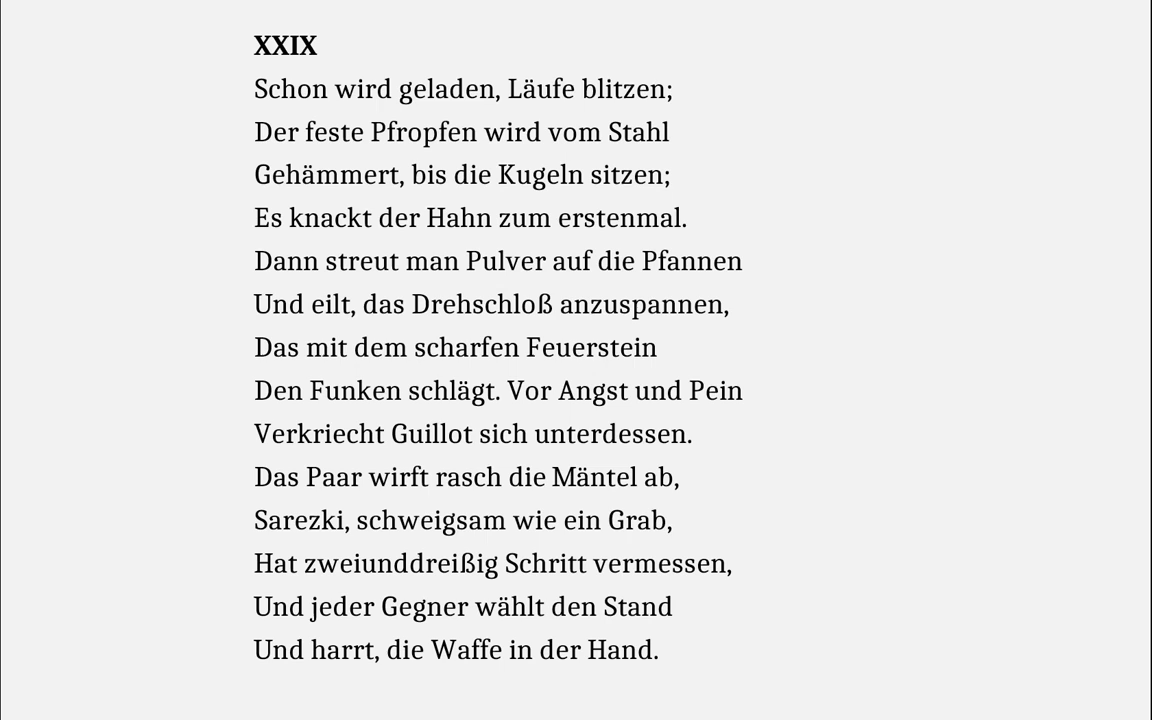 XXIX
Schon wird geladen, Läufe blitzen;
Der feste Pfropfen wird vom Stahl
Gehämmert, bis die Kugeln sitzen;
Es knackt der Hahn zum erstenmal.
Dann streut man Pulver auf die Pfannen
Und eilt, das Drehschloß anzuspannen,
Das mit dem scharfen Feuerstein
Den Funken schlägt. Vor Angst und Pein
Verkriecht Guillot sich unterdessen.
Das Paar wirft rasch die Mäntel ab,
Sarezki, schweigsam wie ein Grab,
Hat zweiunddreißig Schritt vermessen,
Und jeder Gegner wählt den Stand
Und harrt, die Waffe in der Hand.